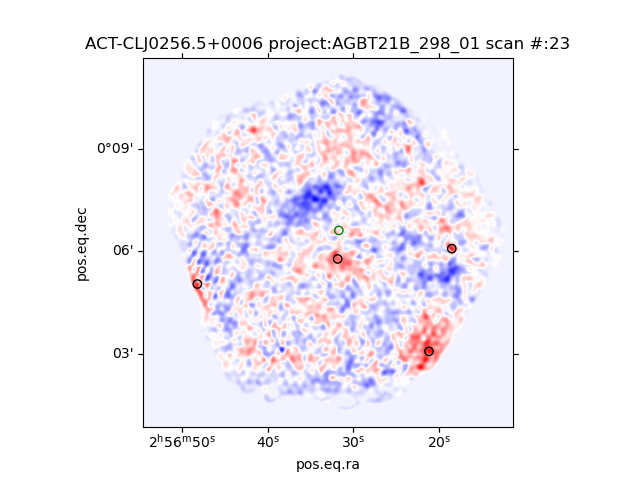 ACT-CLJ0256.5+0006 project:AGBT21B_298_01 scan #:23
0°09'
06'
03'
pos.eq.dec
2ʰ56ᵐ50ˢ 40ˢ 30ˢ 20ˢ
pos.eq.ra